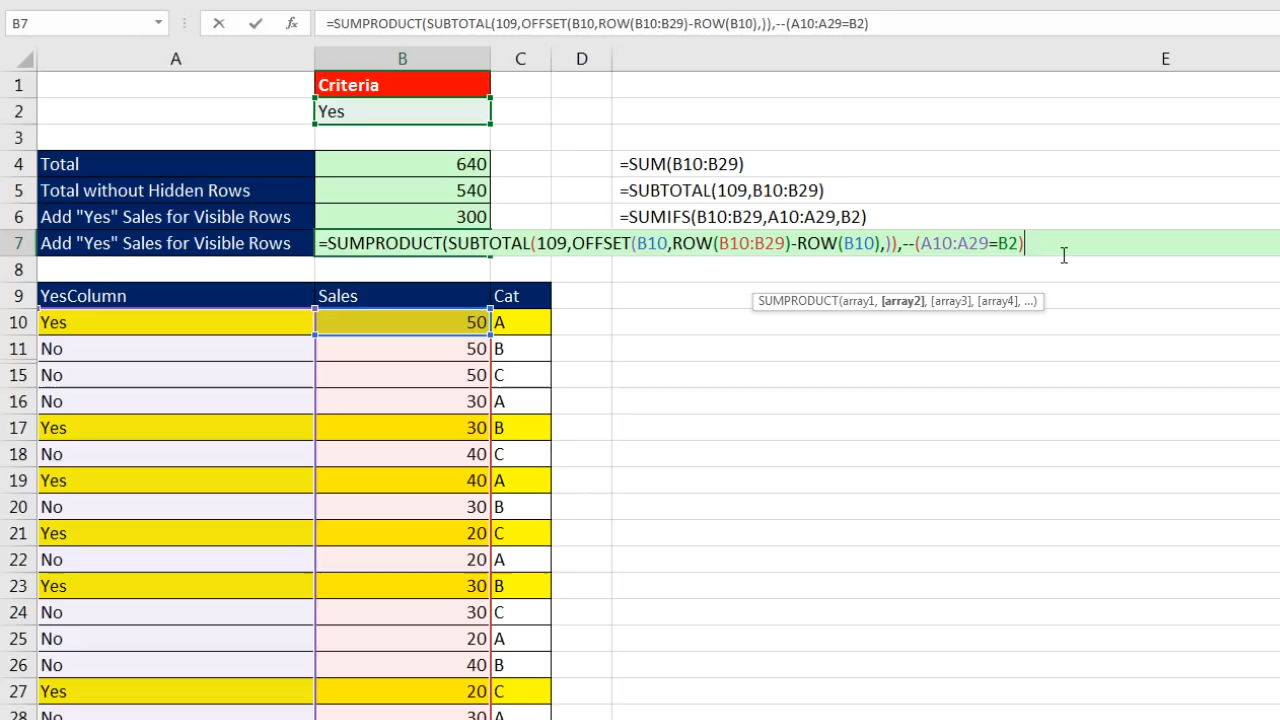 B7 fx =SUMPRODUCT(SUBTOTAL(109,OFFSET(B10,ROW(B10:B29)-ROW(B10),)),--(A10:A29=B2)
A B C D E
1 Criteria
2 Yes
3
4 Total 640 =SUM(B10:B29)
5 Total without Hidden Rows 540 =SUBTOTAL(109,B10:B29)
6 Add "Yes" Sales for Visible Rows 300 =SUMIFS(B10:B29,A10:A29,B2)
7 Add "Yes" Sales for Visible Rows =SUMPRODUCT(SUBTOTAL(109,OFFSET(B10,ROW(B10:B29)-ROW(B10),)),--(A10:A29=B2)
8
9 YesColumn Sales Cat
SUMPRODUCT(array1, [array2], [array3], [array4], ...)
10 Yes 50 A
11 No 50 B
15 No 50 C
16 No 30 A
17 Yes 30 B
18 No 40 C
19 Yes 40 A
20 No 30 B
21 Yes 20 C
22 No 20 A
23 Yes 30 B
24 No 30 C
25 No 20 A
26 No 40 B
27 Yes 20 C
28 No 30 A